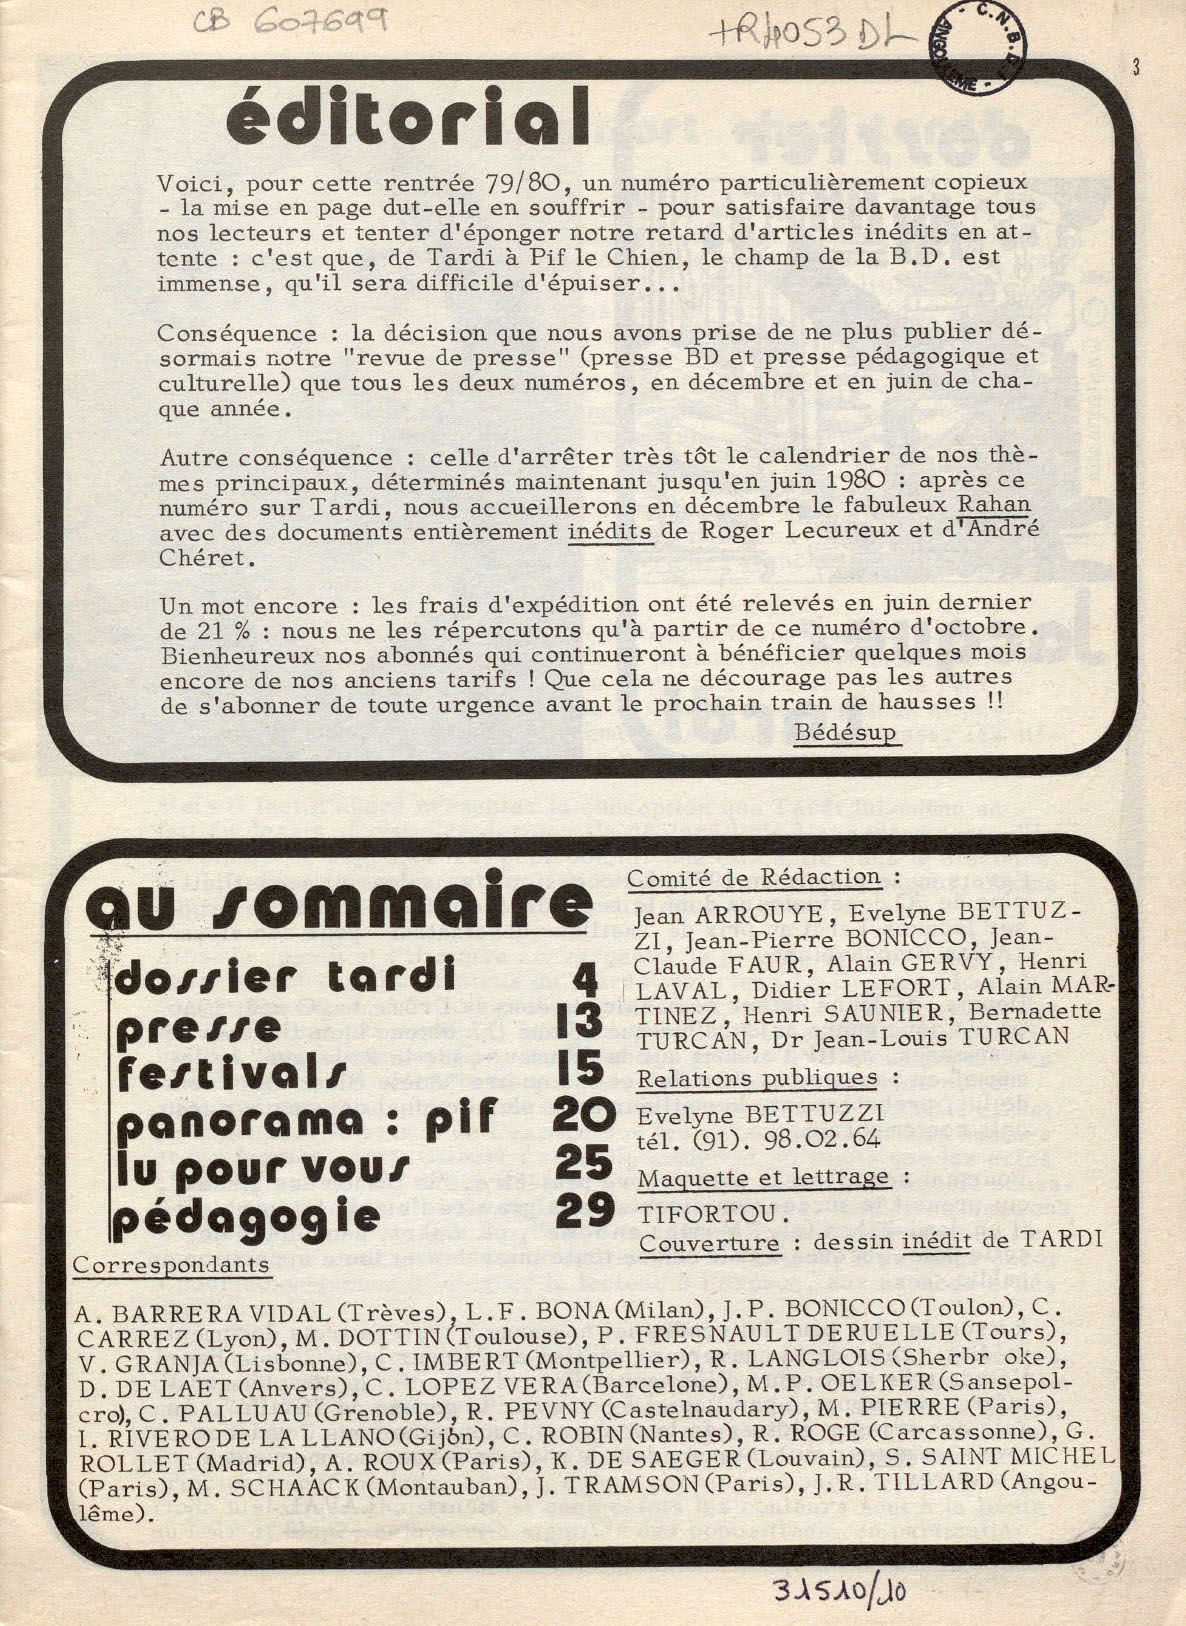 CB 607699
+R4053 DL
C.N.B.D.I - ANGOULEME -
3
éditorial
Voici, pour cette rentrée 79/80, un numéro particulièrement copieux
- la mise en page dut-elle en souffrir - pour satisfaire davantage tous
nos lecteurs et tenter d'éponger notre retard d'articles inédits en at-
tente : c'est que, de Tardi à Pif le Chien, le champ de la B.D. est
immense, qu'il sera difficile d'épuiser...
Conséquence : la décision que nous avons prise de ne plus publier dé-
sormais notre "revue de presse" (presse BD et presse pédagogique et
culturelle) que tous les deux numéros, en décembre et en juin de cha-
que année.
Autre conséquence : celle d'arrêter très tôt le calendrier de nos thè-
mes principaux, déterminés maintenant jusqu'en juin 1980 : après ce
numéro sur Tardi, nous accueillerons en décembre le fabuleux Rahan
avec des documents entièrement inédits de Roger Lecureux et d'André
Chéret.
Un mot encore : les frais d'expédition ont été relevés en juin dernier
de 21 % : nous ne les répercutons qu'à partir de ce numéro d'octobre.
Bienheureux nos abonnés qui continueront à bénéficier quelques mois
encore de nos anciens tarifs ! Que cela ne décourage pas les autres
de s'abonner de toute urgence avant le prochain train de hausses !!
Bédésup
au sommaire
dossier tardi 4
presse 13
festivals 15
panorama : pif 20
lu pour vous 25
pédagogie 29
Comité de Rédaction :
Jean ARROUYE, Evelyne BETTUZ-
ZI, Jean-Pierre BONICCO, Jean-
Claude FAUR, Alain GERVY, Henri
LAVAL, Didier LEFORT, Alain MAR-
TINEZ, Henri SAUNIER, Bernadette
TURCAN, Dr Jean-Louis TURCAN
Relations publiques :
Evelyne BETTUZZI
tél. (91). 98.02.64
Maquette et lettrage :
TIFORTOU.
Couverture : dessin inédit de TARDI
Correspondants
A. BARRERA VIDAL (Trèves), L.F. BONA (Milan), J.P. BONICCO (Toulon), C.
CARREZ (Lyon), M. DOTTIN (Toulouse), P. FRESNAULT DERUELLE (Tours),
V. GRANJA (Lisbonne), C. IMBERT (Montpellier), R. LANGLOIS (Sherbr oke),
D. DE LAET (Anvers), C. LOPEZ VERA (Barcelone), M.P. OELKER (Sansepol-
cro), C. PALLUAU (Grenoble), R. PEVNY (Castelnaudary), M. PIERRE (Paris),
I. RIVERO DE LA LLANO (Gijòn), C. ROBIN (Nantes), R. ROGE (Carcassonne), G.
ROLLET (Madrid), A. ROUX (Paris), K. DE SAEGER (Louvain), S. SAINT MICHEL
(Paris), M. SCHAACK (Montauban), J. TRAMSON (Paris), J.R. TILLARD (Angou-
lême).
31510/10